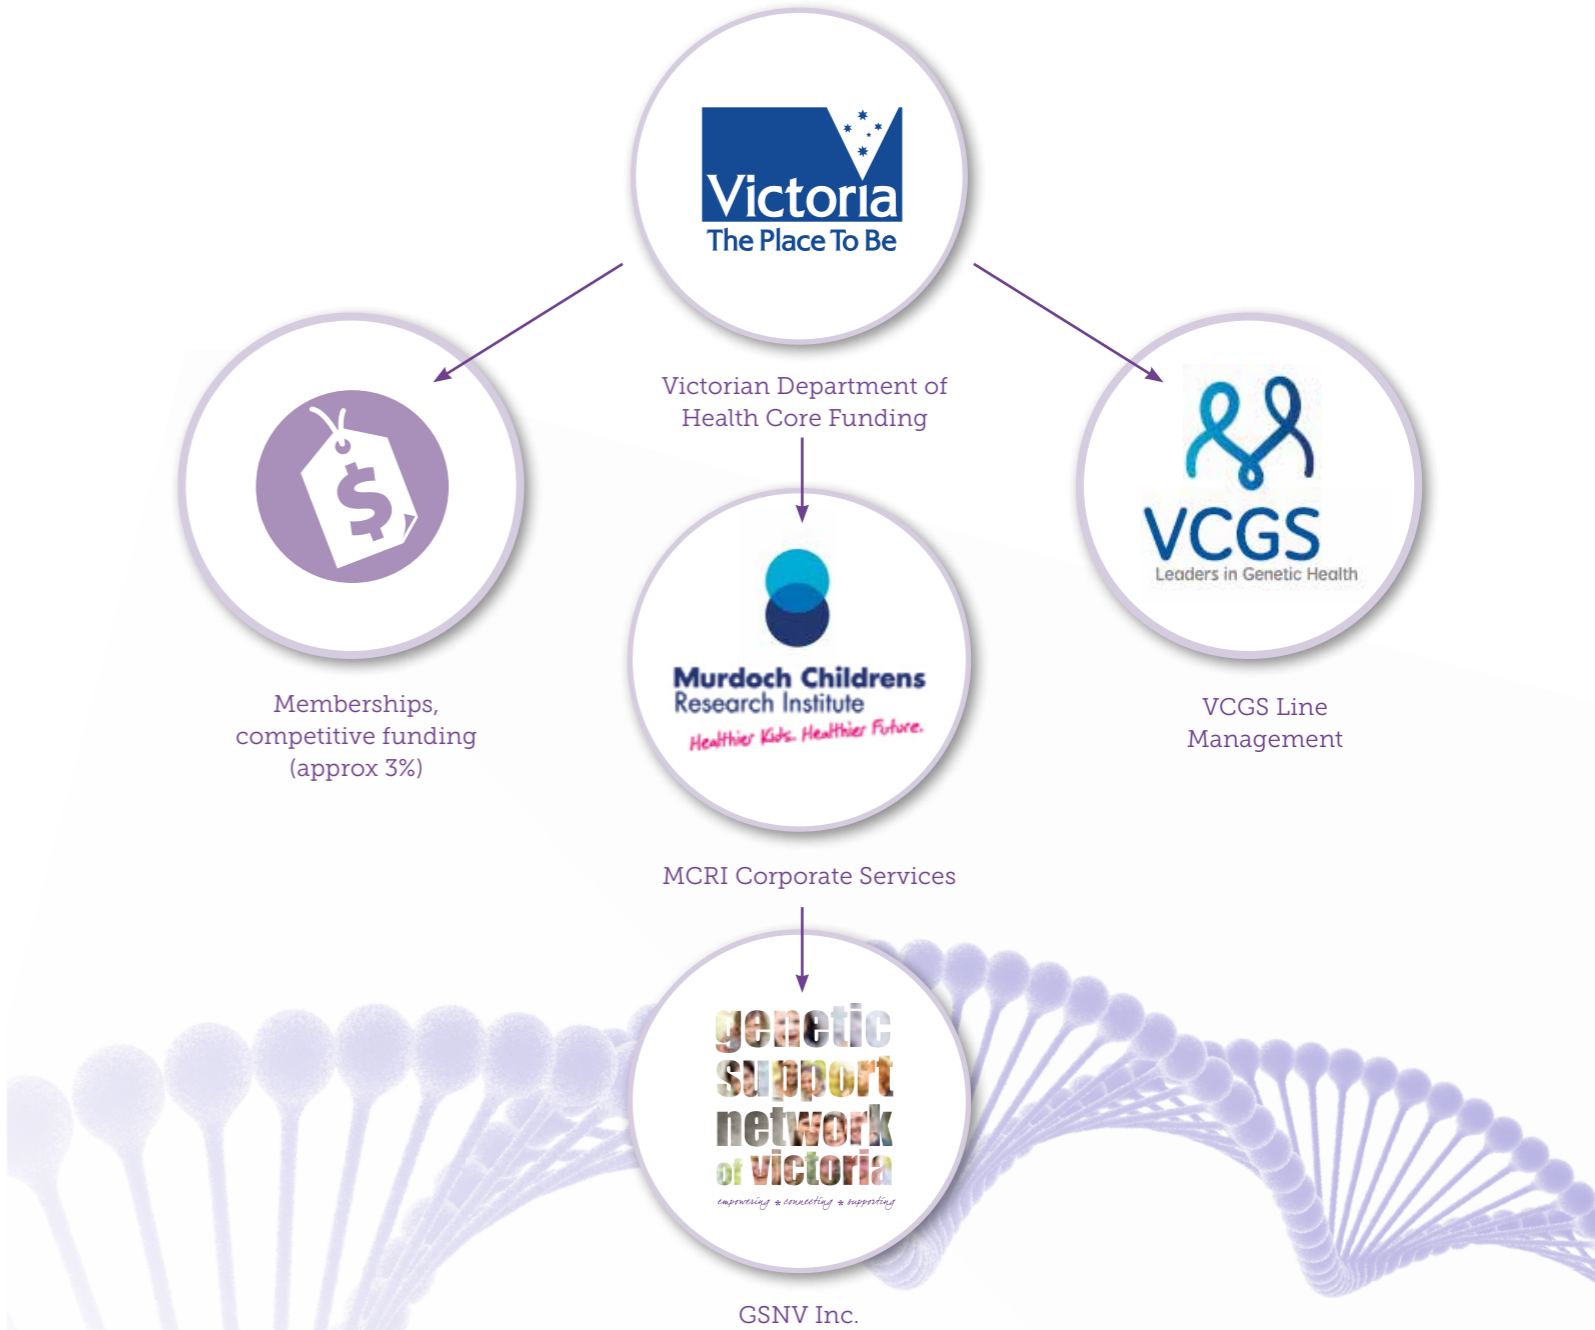 Victoria
The Place To Be
Victorian Department of
Health Core Funding
$
Memberships,
competitive funding
(approx 3%)
Murdoch Childrens
Research Institute
Healthier Kids. Healthier Future.
VCGS
Leaders in Genetic Health
VCGS Line
Management
MCRI Corporate Services
genetic
support
network
of victoria
empowering * connecting * supporting
GSNV Inc.